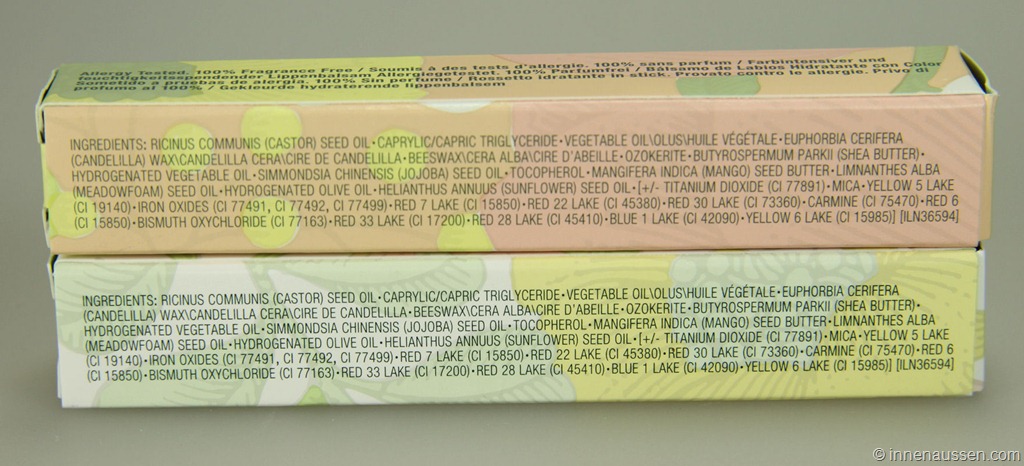 Allergy Tested. 100% Fragrance Free / Soumis à des tests d'allergie. 100% sans parfum / Farbintensiver und
feuchtigkeitsspendender Lippenbalsam Allergiegetestet. 100% Parfumfrei / Bálsamo de Labios Hidratante con Color
Sometido a pruebas de alergia. 100% Sin perfume / Rossetto idratante in stick. Provato contro le allergie. Privo di
profumo al 100% / Gekleurde hydraterende lippenbalsem
INGREDIENTS: RICINUS COMMUNIS (CASTOR) SEED OIL•CAPRYLIC/CAPRIC TRIGLYCERIDE•VEGETABLE OIL\OLUS\HUILE VÉGÉTALE•EUPHORBIA CERIFERA
(CANDELILLA) WAX\CANDELILLA CERA\CIRE DE CANDELILLA•BEESWAX\CERA ALBA\CIRE D'ABEILLE•OZOKERITE•BUTYROSPERMUM PARKII (SHEA BUTTER)•
HYDROGENATED VEGETABLE OIL•SIMMONDSIA CHINENSIS (JOJOBA) SEED OIL•TOCOPHEROL•MANGIFERA INDICA (MANGO) SEED BUTTER•LIMNANTHES ALBA
(MEADOWFOAM) SEED OIL•HYDROGENATED OLIVE OIL•HELIANTHUS ANNUUS (SUNFLOWER) SEED OIL•[+/- TITANIUM DIOXIDE (CI 77891)•MICA•YELLOW 5 LAKE
(CI 19140)•IRON OXIDES (CI 77491, CI 77492, CI 77499)•RED 7 LAKE (CI 15850)•RED 22 LAKE (CI 45380)•RED 30 LAKE (CI 73360)•CARMINE (CI 75470)•RED 6
(CI 15850)•BISMUTH OXYCHLORIDE (CI 77163)•RED 33 LAKE (CI 17200)•RED 28 LAKE (CI 45410)•BLUE 1 LAKE (CI 42090)•YELLOW 6 LAKE (CI 15985)] [ILN36594]
INGREDIENTS: RICINUS COMMUNIS (CASTOR) SEED OIL•CAPRYLIC/CAPRIC TRIGLYCERIDE•VEGETABLE OIL\OLUS\HUILE VÉGÉTALE•EUPHORBIA CERIFERA
(CANDELILLA) WAX\CANDELILLA CERA\CIRE DE CANDELILLA•BEESWAX\CERA ALBA\CIRE D'ABEILLE•OZOKERITE•BUTYROSPERMUM PARKII (SHEA BUTTER)•
HYDROGENATED VEGETABLE OIL•SIMMONDSIA CHINENSIS (JOJOBA) SEED OIL•TOCOPHEROL•MANGIFERA INDICA (MANGO) SEED BUTTER•LIMNANTHES ALBA
(MEADOWFOAM) SEED OIL•HYDROGENATED OLIVE OIL•HELIANTHUS ANNUUS (SUNFLOWER) SEED OIL•[+/- TITANIUM DIOXIDE (CI 77891)•MICA•YELLOW 5 LAKE
(CI 19140)•IRON OXIDES (CI 77491, CI 77492, CI 77499)•RED 7 LAKE (CI 15850)•RED 22 LAKE (CI 45380)•RED 30 LAKE (CI 73360)•CARMINE (CI 75470)•RED 6
(CI 15850)•BISMUTH OXYCHLORIDE (CI 77163)•RED 33 LAKE (CI 17200)•RED 28 LAKE (CI 45410)•BLUE 1 LAKE (CI 42090)•YELLOW 6 LAKE (CI 15985)] [ILN36594]
© innenaussen.com